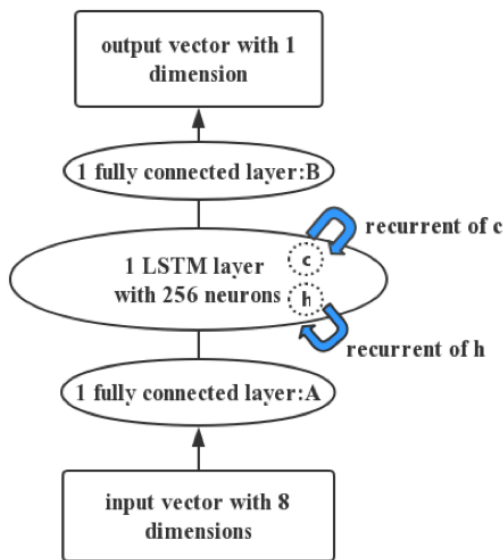 output vector with 1
dimension
1 fully connected layer:B
recurrent of c
c
1 LSTM layer
with 256 neurons
h
recurrent of h
1 fully connected layer:A
input vector with 8
dimensions